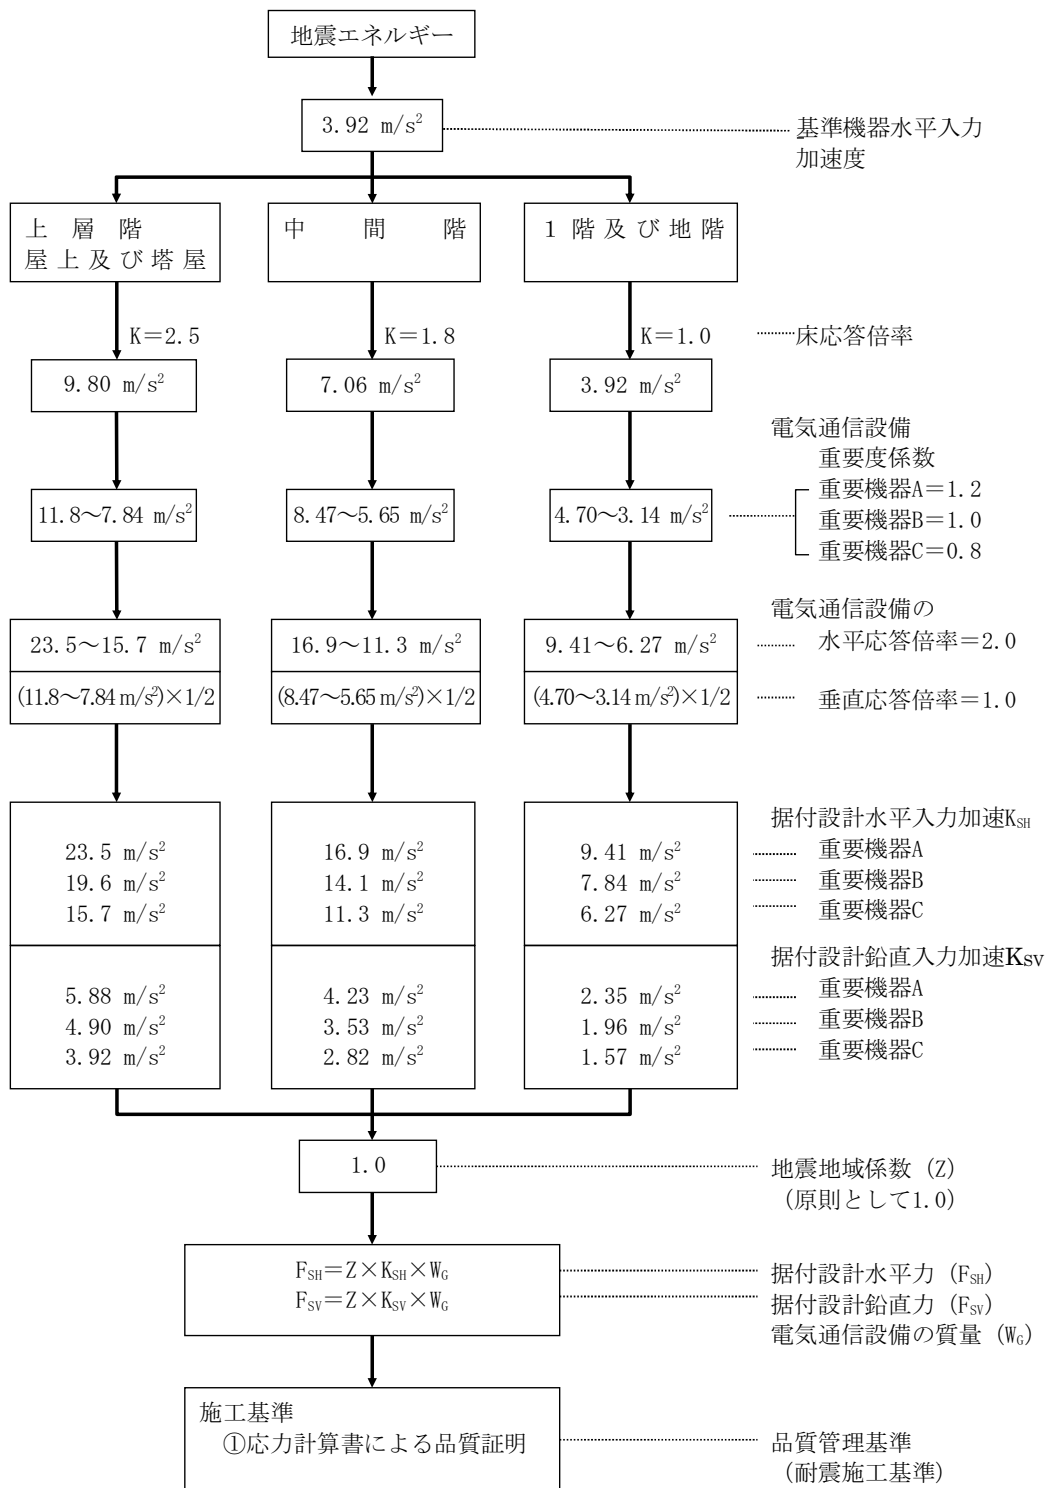 地震エネルギー
3.92 m/s²
基準機器水平入力
加速度
上層階
屋上及び塔屋
中間階
1階及び地階
K=2.5
K=1.8
K=1.0
床応答倍率
9.80 m/s²
7.06 m/s²
3.92 m/s²
電気通信設備
重要度係数
重要機器A=1.2
重要機器B=1.0
重要機器C=0.8
11.8~7.84 m/s²
8.47~5.65 m/s²
4.70~3.14 m/s²
電気通信設備の
水平応答倍率=2.0
23.5~15.7 m/s²
16.9~11.3 m/s²
9.41~6.27 m/s²
(11.8~7.84 m/s²)×1/2
(8.47~5.65 m/s²)×1/2
(4.70~3.14 m/s²)×1/2
垂直応答倍率=1.0
据付設計水平入力加速K_SH
23.5 m/s²
16.9 m/s²
9.41 m/s²
重要機器A
19.6 m/s²
14.1 m/s²
7.84 m/s²
重要機器B
15.7 m/s²
11.3 m/s²
6.27 m/s²
重要機器C
据付設計鉛直入力加速Ksv
5.88 m/s²
4.23 m/s²
2.35 m/s²
重要機器A
4.90 m/s²
3.53 m/s²
1.96 m/s²
重要機器B
3.92 m/s²
2.82 m/s²
1.57 m/s²
重要機器C
1.0
地震地域係数(Z)
(原則として1.0)
F_SH=Z×K_SH×W_G
F_SV=Z×K_SV×W_G
据付設計水平力(F_SH)
据付設計鉛直力(F_SV)
電気通信設備の質量(W_G)
施工基準
①応力計算書による品質証明
品質管理基準
(耐震施工基準)